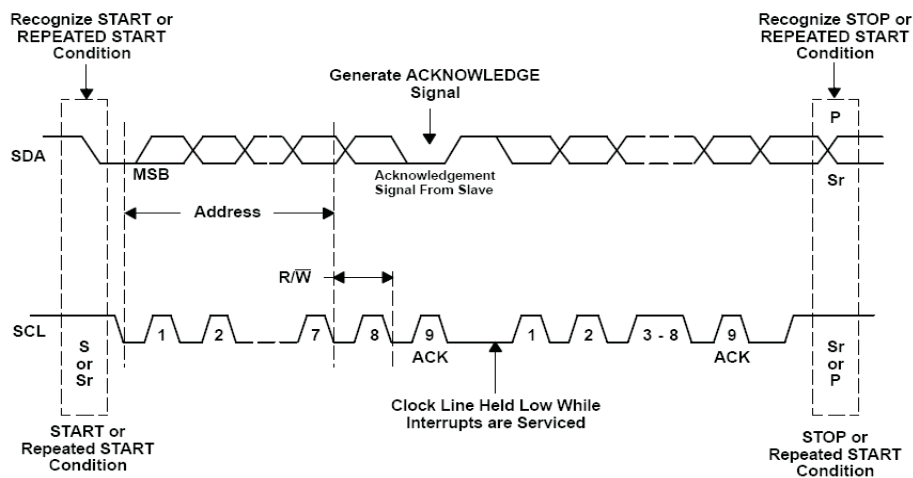 Recognize START or
REPEATED START
Condition
Recognize STOP or
REPEATED START
Condition
Generate ACKNOWLEDGE
Signal
P
SDA
MSB
Acknowledgement
Signal From Slave
Sr
Address
R/W̅
SCL
1
2
7
8
9
1
2
3 - 8
9
ACK
ACK
S
or
Sr
Sr
or
P
Clock Line Held Low While
Interrupts are Serviced
START or
Repeated START
Condition
STOP or
Repeated START
Condition